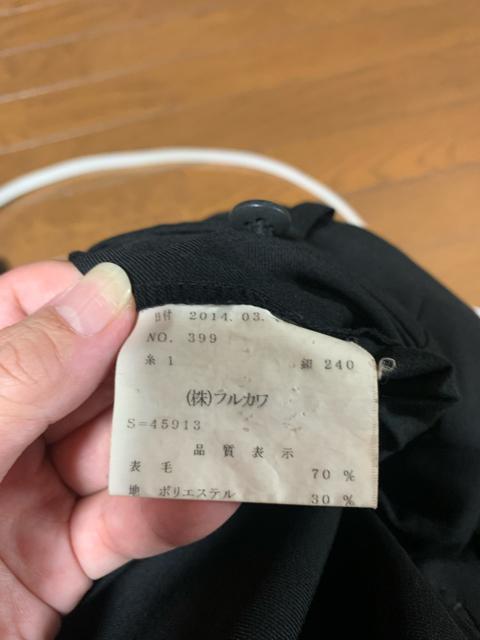 日付 2014.03.
NO. 399
糸1 釦 240
(株)フルカワ
S=45913
品質表示
表 毛 70 %
地 ポリエステル 30 %